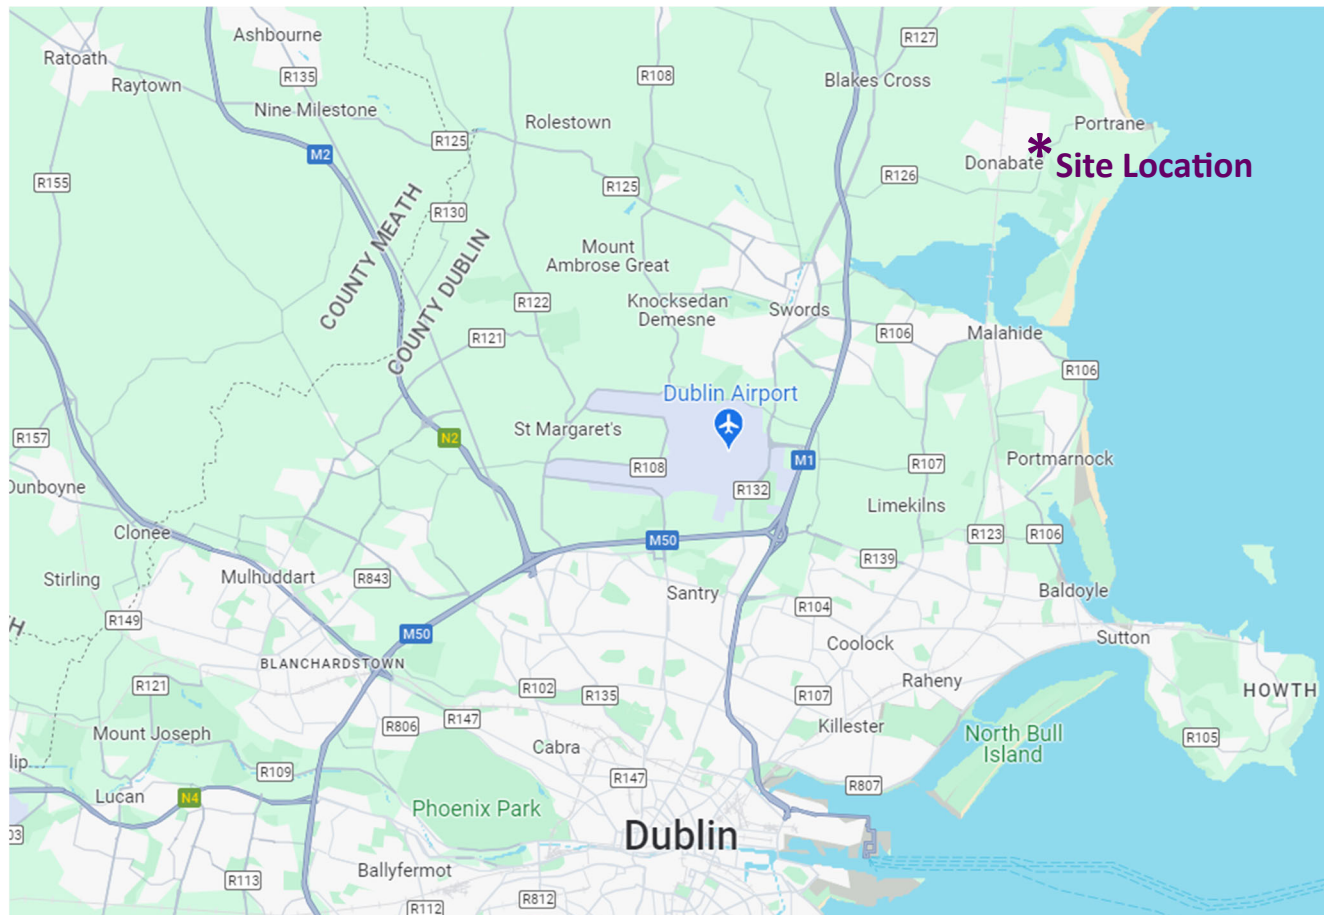 Ashbourne
R127
Ratoath
R135
R108
Blakes Cross
Raytown
Nine Milestone
Rolestown
Portrane
R125
M2
Donabate
*Site Location
R155
R126
R125
COUNTY MEATH
R130
COUNTY DUBLIN
Mount
Ambrose Great
R122
Knocksedan
Demesne
Swords
R106
Malahide
R121
R106
Dublin Airport
St Margaret's
R157
N2
M1
R107
Portmarnock
R108
Dunboyne
R132
Limekilns
Clonee
M50
R123
R106
R139
Stirling
Mulhuddart
R843
Santry
Baldoyle
R104
R149
H
M50
Coolock
Sutton
BLANCHARDSTOWN
R121
R102
R135
R107
Raheny
HOWTH
R806
R147
Killester
Mount Joseph
Cabra
North Bull
Island
R105
lip
R109
R147
R807
Lucan
N4
Phoenix Park
03
Dublin
Ballyfermot
R113
R112
R812